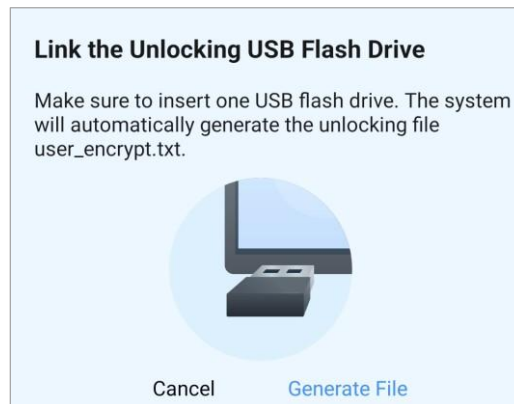 Link the Unlocking USB Flash Drive
Make sure to insert one USB flash drive. The system
will automatically generate the unlocking file
user_encrypt.txt.
Cancel
Generate File